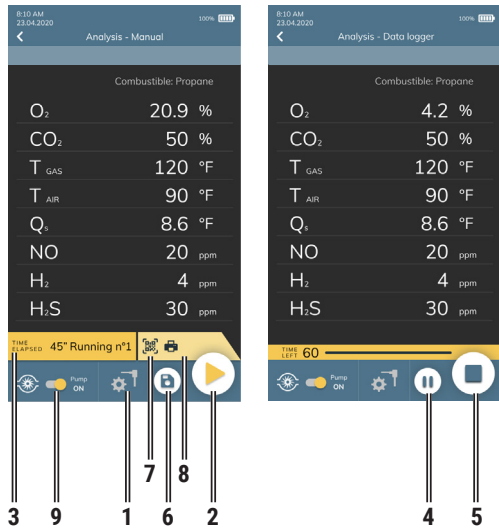 8:10 AM
23.04.2020
100%
Analysis - Manual
Combustible: Propane
O₂ 20.9 %
CO₂ 50 %
T GAS 120 °F
T AIR 90 °F
Qₛ 8.6 °F
NO 20 ppm
H₂ 4 ppm
H₂S 30 ppm
TIME
ELAPSED 45" Running n°1
Pump
ON
7 8
3 9 1 6 2
8:10 AM
23.04.2020
100%
Analysis - Data logger
Combustible: Propane
O₂ 4.2 %
CO₂ 50 %
T GAS 120 °F
T AIR 90 °F
Qₛ 8.6 °F
NO 20 ppm
H₂ 4 ppm
H₂S 30 ppm
TIME
LEFT 60
Pump
ON
4 5